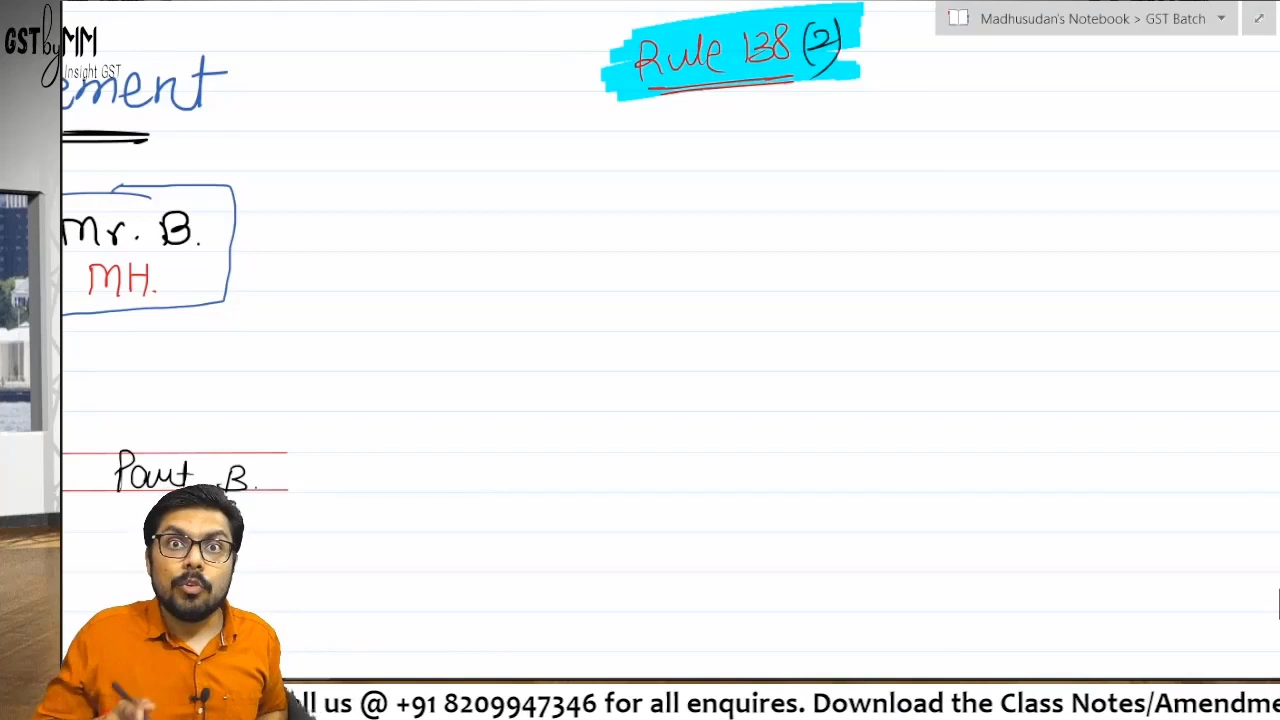 GST by MM
Insight GST
Madhusudan's Notebook > GST Batch
Rule 138 (2)
ement
Mr. B.
MH.
Part B.
ll us @ +91 8209947346 for all enquires. Download the Class Notes/Amendme